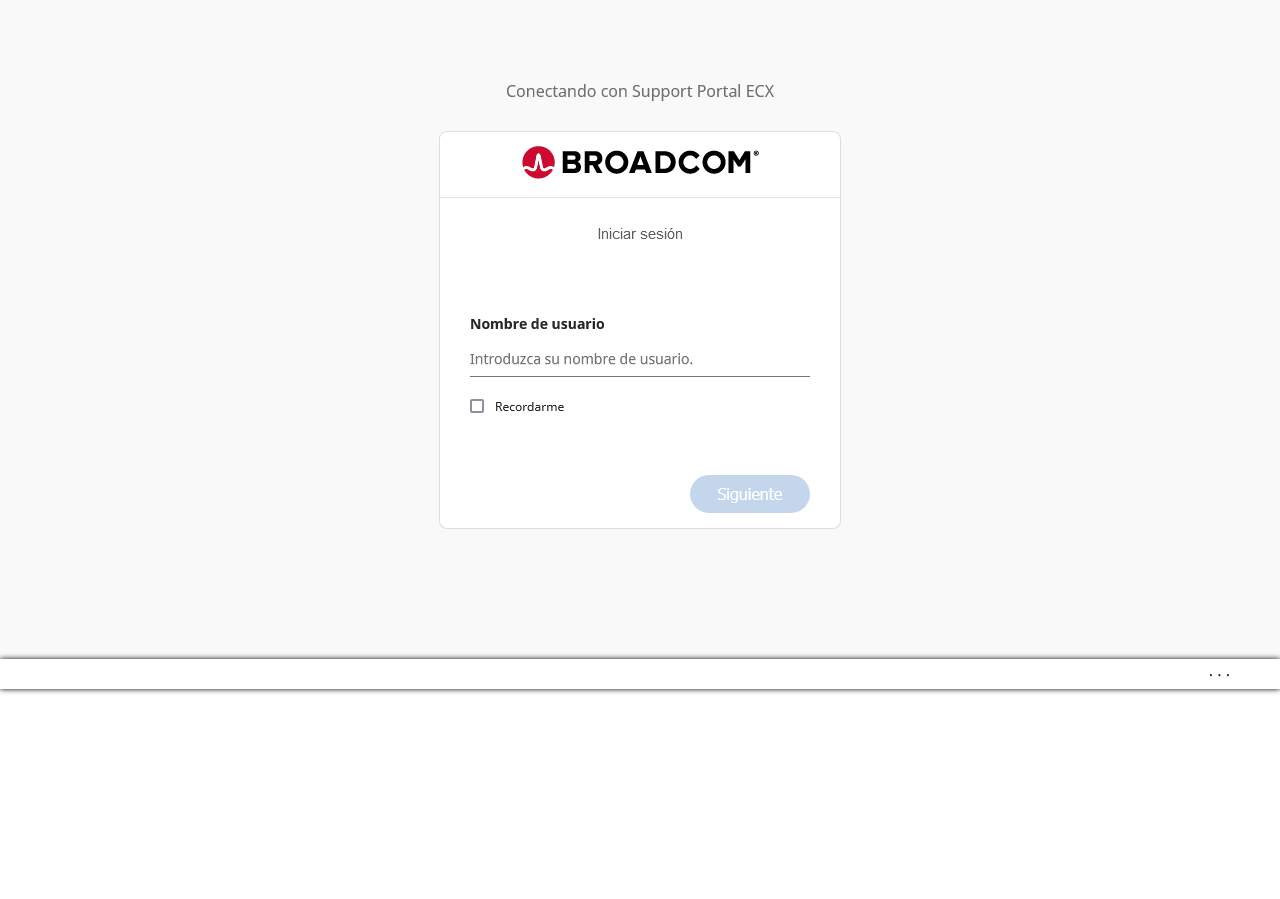 Conectando con Support Portal ECX
BROADCOM®
Iniciar sesión
Nombre de usuario
Introduzca su nombre de usuario.
Recordarme
Siguiente
. . .